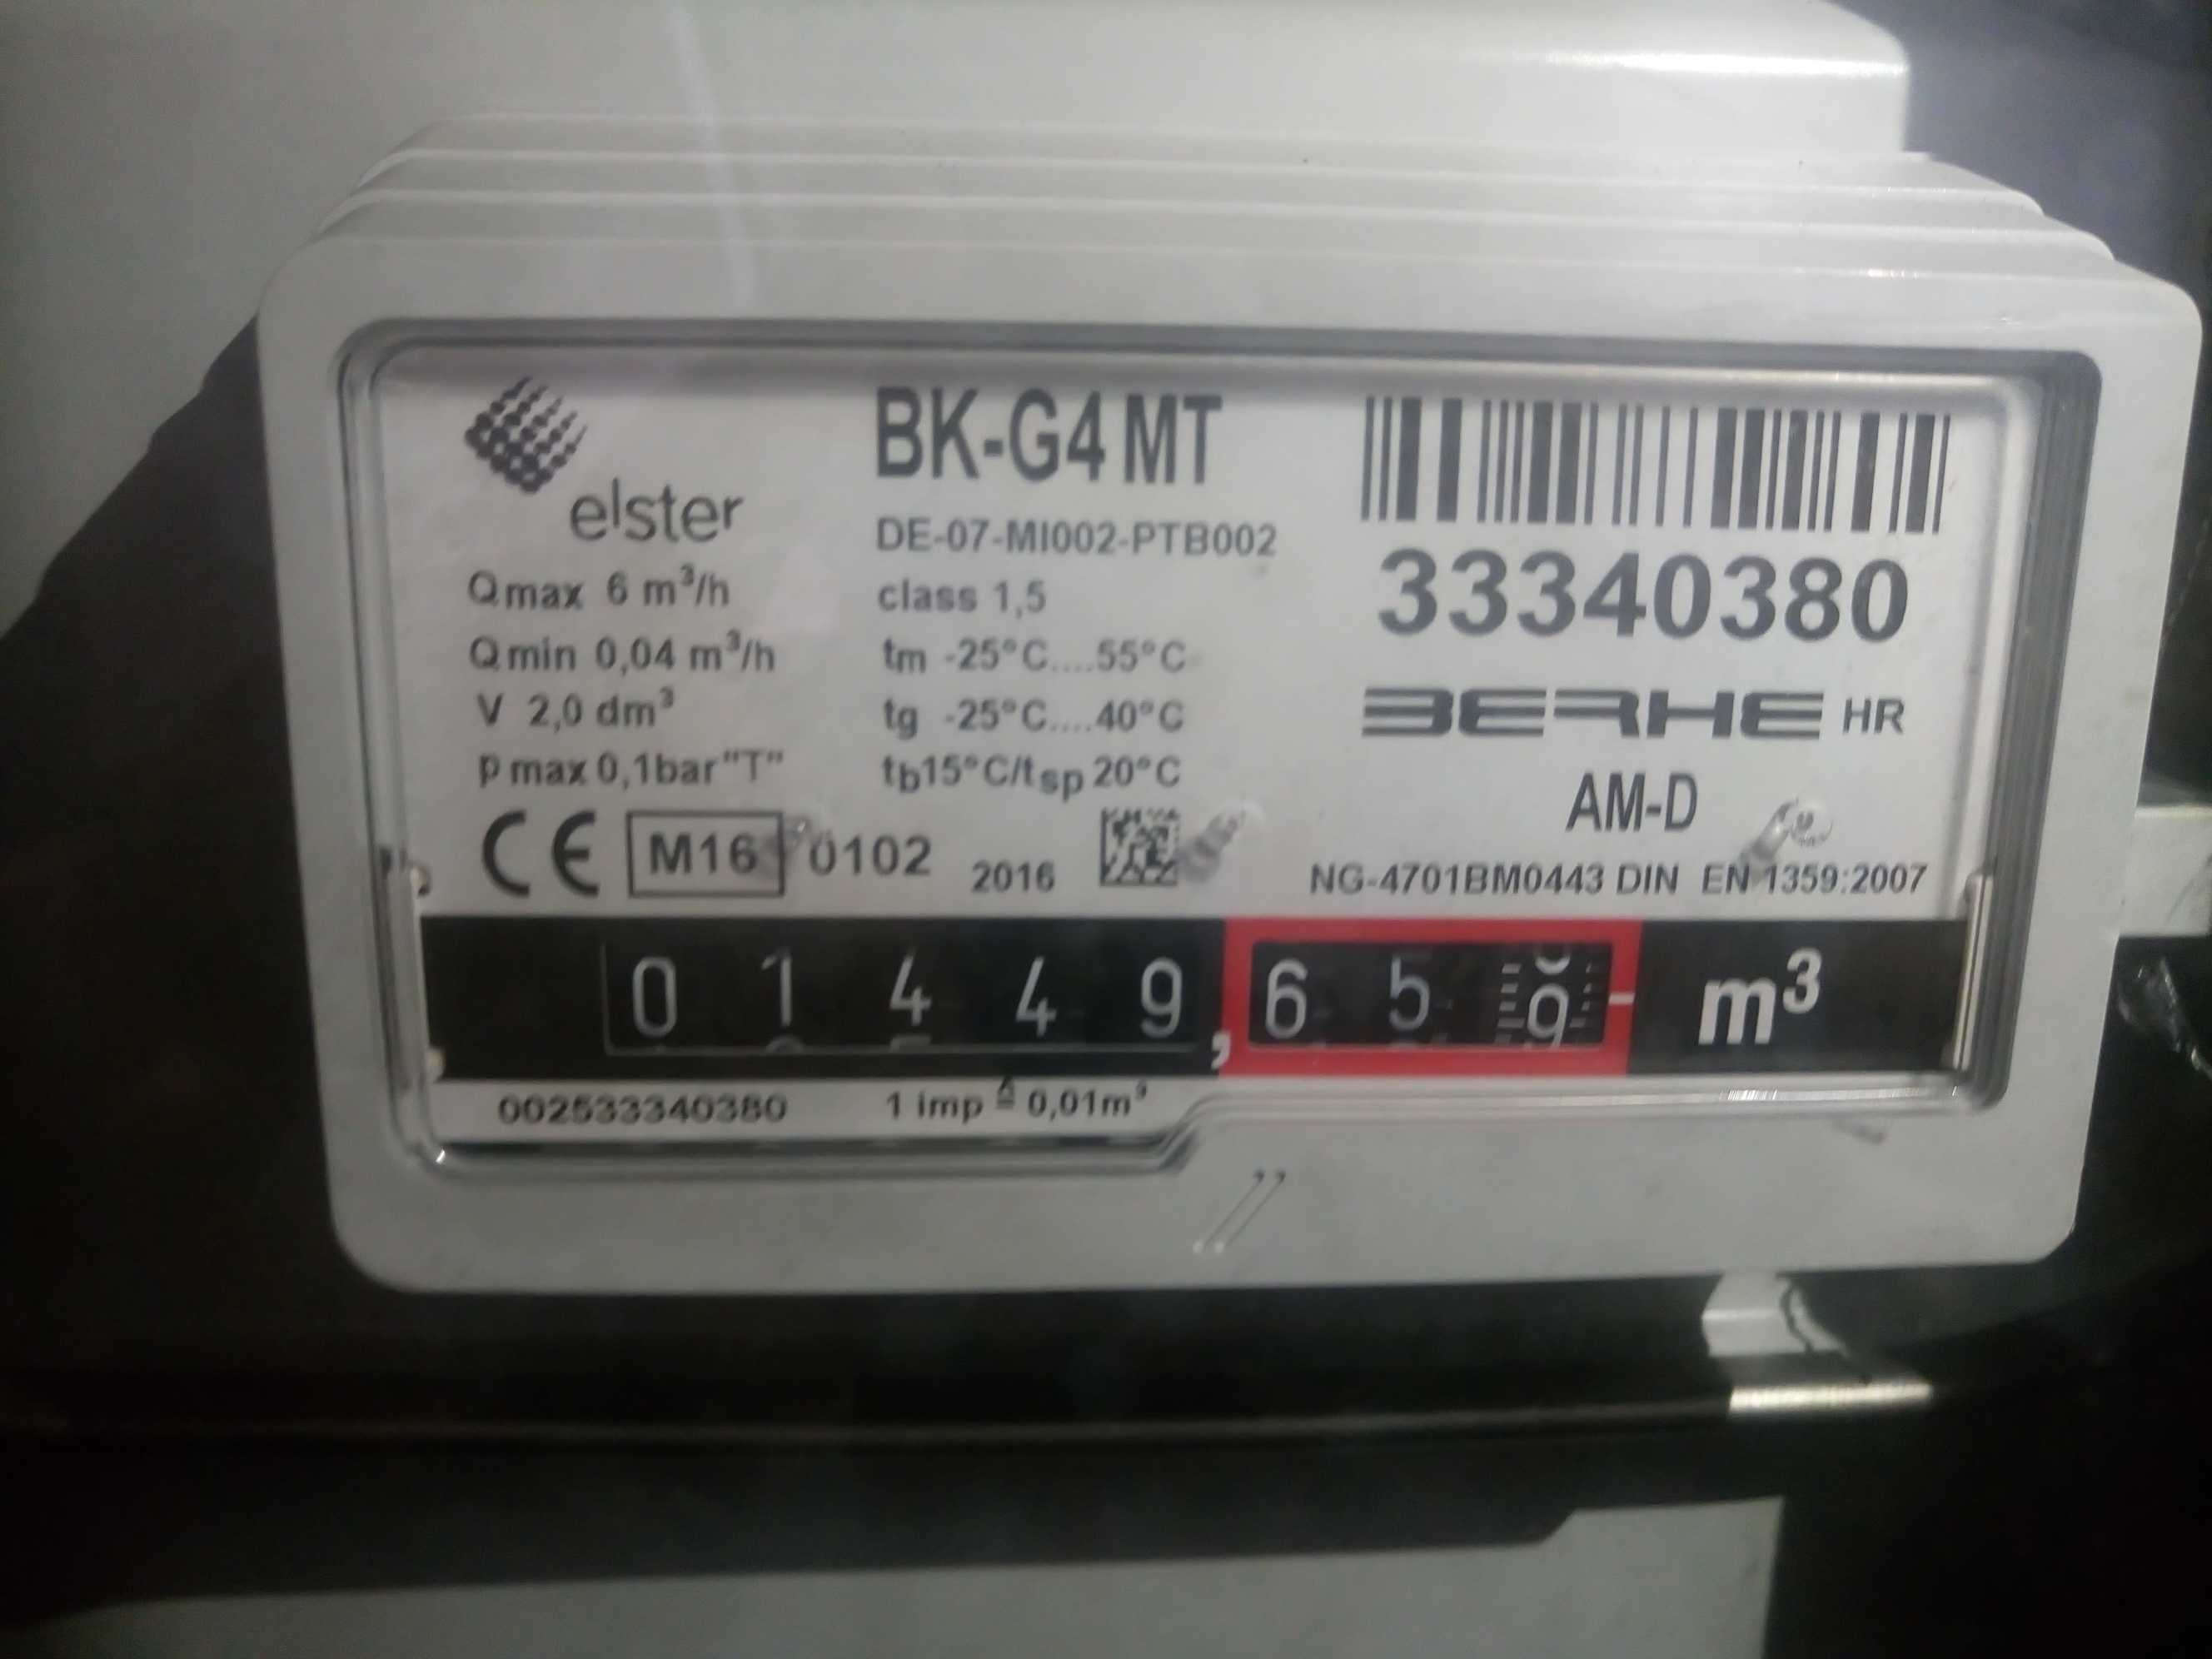 elster
BK-G4 MT
DE-07-MI002-PTB002
33340380
Qmax 6 m³/h
class 1,5
Qmin 0,04 m³/h
tm -25°C....55°C
V 2,0 dm³
tg -25°C....40°C
BERHE HR
p max 0,1bar "T"
tb15°C/tsp 20°C
AM-D
CE M16 0102 2016
NG-4701BM0443 DIN EN 1359:2007
0 1 4 4 9 , 6 5 9 m³
002533340380
1 imp ≙ 0,01m³